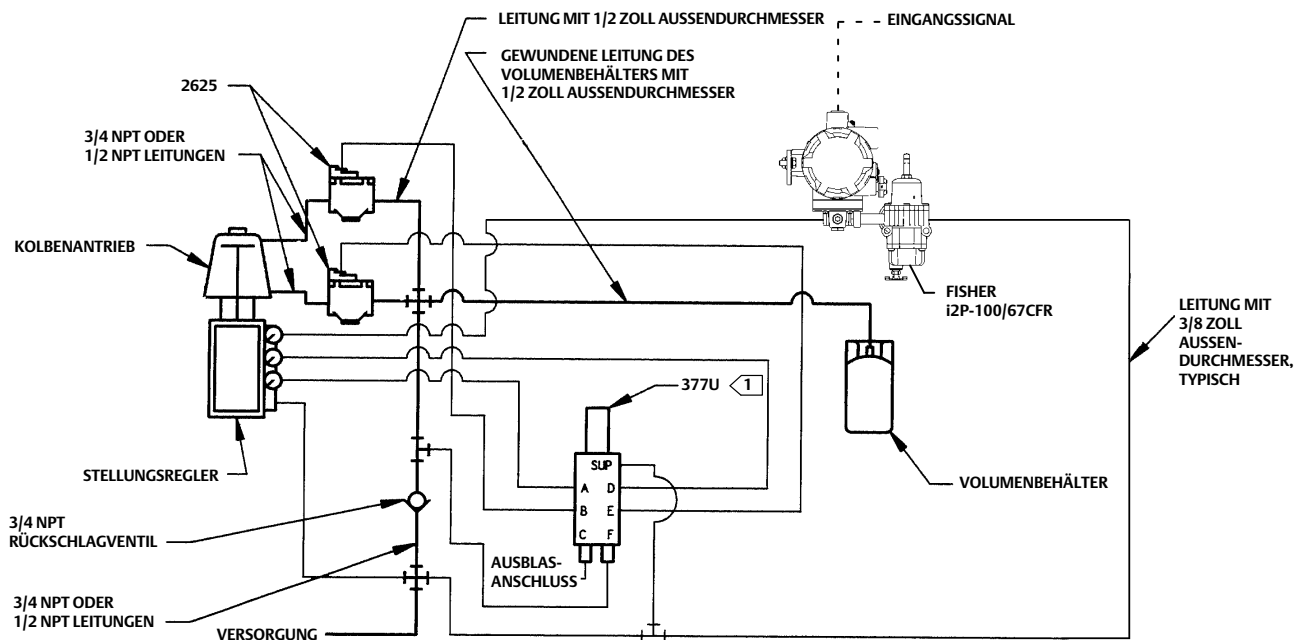 LEITUNG MIT 1/2 ZOLL AUSSENDURCHMESSER
EINGANGSSIGNAL
GEWUNDENE LEITUNG DES
VOLUMENBEHÄLTERS MIT
1/2 ZOLL AUSSENDURCHMESSER
2625
3/4 NPT ODER
1/2 NPT LEITUNGEN
KOLBENANTRIEB
FISHER
i2P-100/67CFR
LEITUNG MIT
3/8 ZOLL
AUSSEN-
DURCHMESSER,
TYPISCH
377U 1
STELLUNGSREGLER
SUP
A D
B E
C F
VOLUMENBEHÄLTER
3/4 NPT
RÜCKSCHLAGVENTIL
AUSBLAS-
ANSCHLUSS
3/4 NPT ODER
1/2 NPT LEITUNGEN
VERSORGUNG